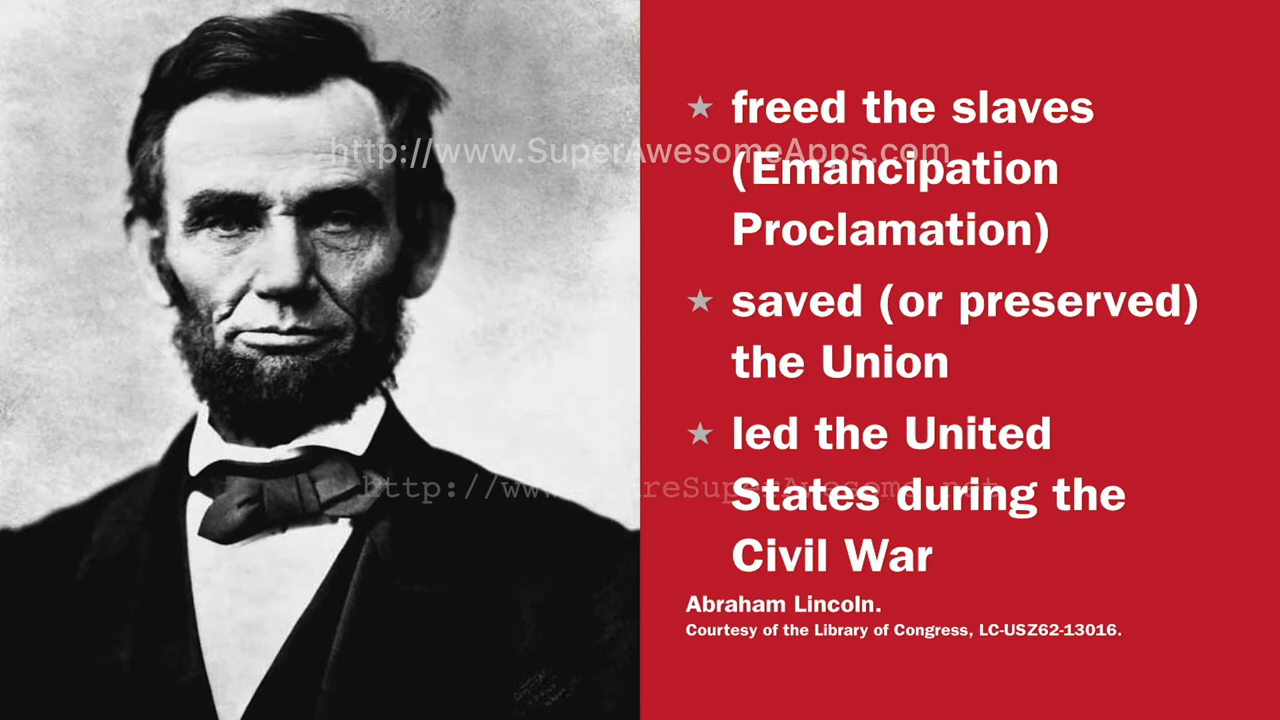 ★ freed the slaves
http://www.SuperAwesomeApps.com
(Emancipation
Proclamation)
★ saved (or preserved)
the Union
★ led the United
States during the
Civil War
Abraham Lincoln.
Courtesy of the Library of Congress, LC-USZ62-13016.